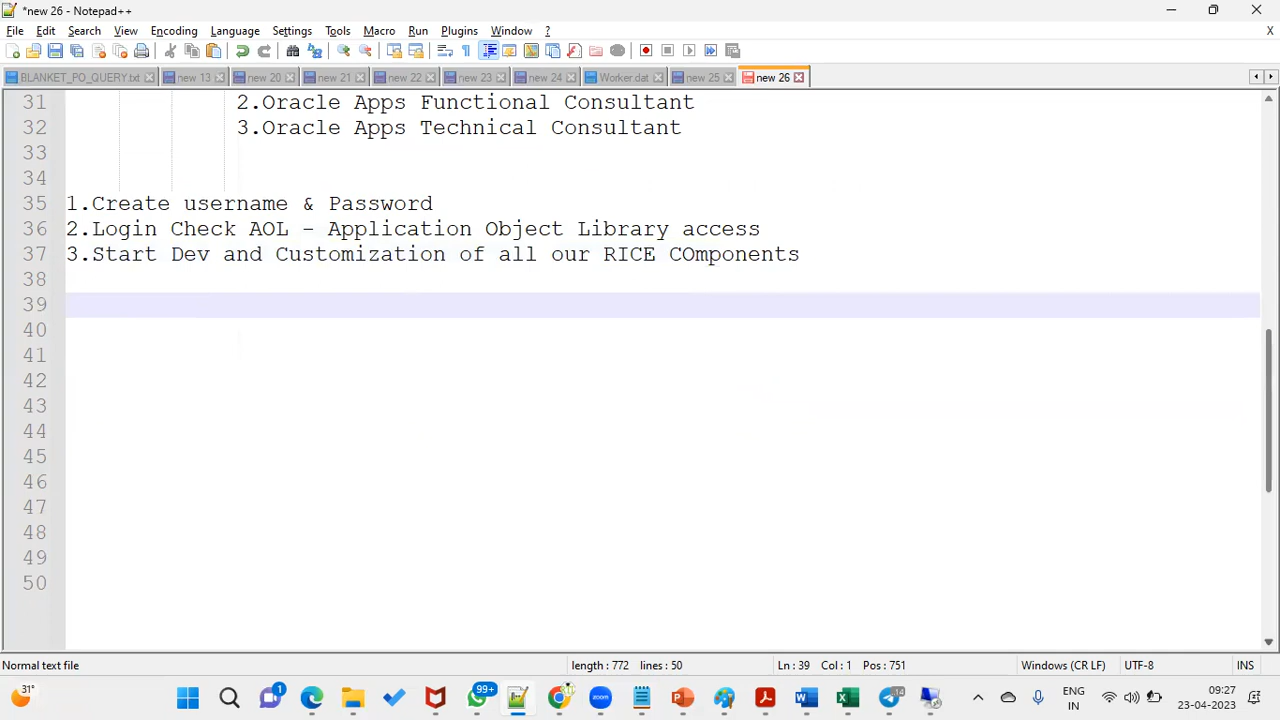 *new 26 - Notepad++
File Edit Search View Encoding Language Settings Tools Macro Run Plugins Window ? X
BLANKET_PO_QUERY.txt new 13 new 20 new 21 new 22 new 23 new 24 Worker.dat new 25 new 26
31 2.Oracle Apps Functional Consultant
32 3.Oracle Apps Technical Consultant
33
34
35 1.Create username & Password
36 2.Login Check AOL - Application Object Library access
37 3.Start Dev and Customization of all our RICE COmponents
38
39
40
41
42
43
44
45
46
47
48
49
50
Normal text file length : 772 lines : 50 Ln : 39 Col : 1 Pos : 751 Windows (CR LF) UTF-8 INS
31° 1 99+ 14 ENG IN 09:27 23-04-2023